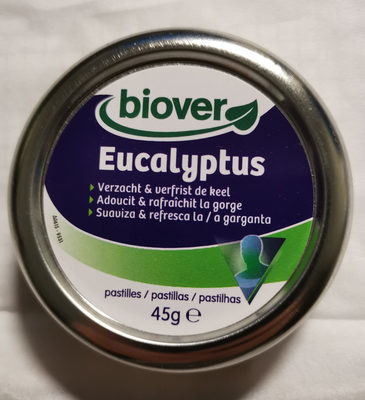 biover
Eucalyptus
Verzacht & verfrist de keel
Adoucit & rafraîchit la gorge
Suaviza & refresca la / a garganta
pastilles / pastillas / pastilhas
45g ℮